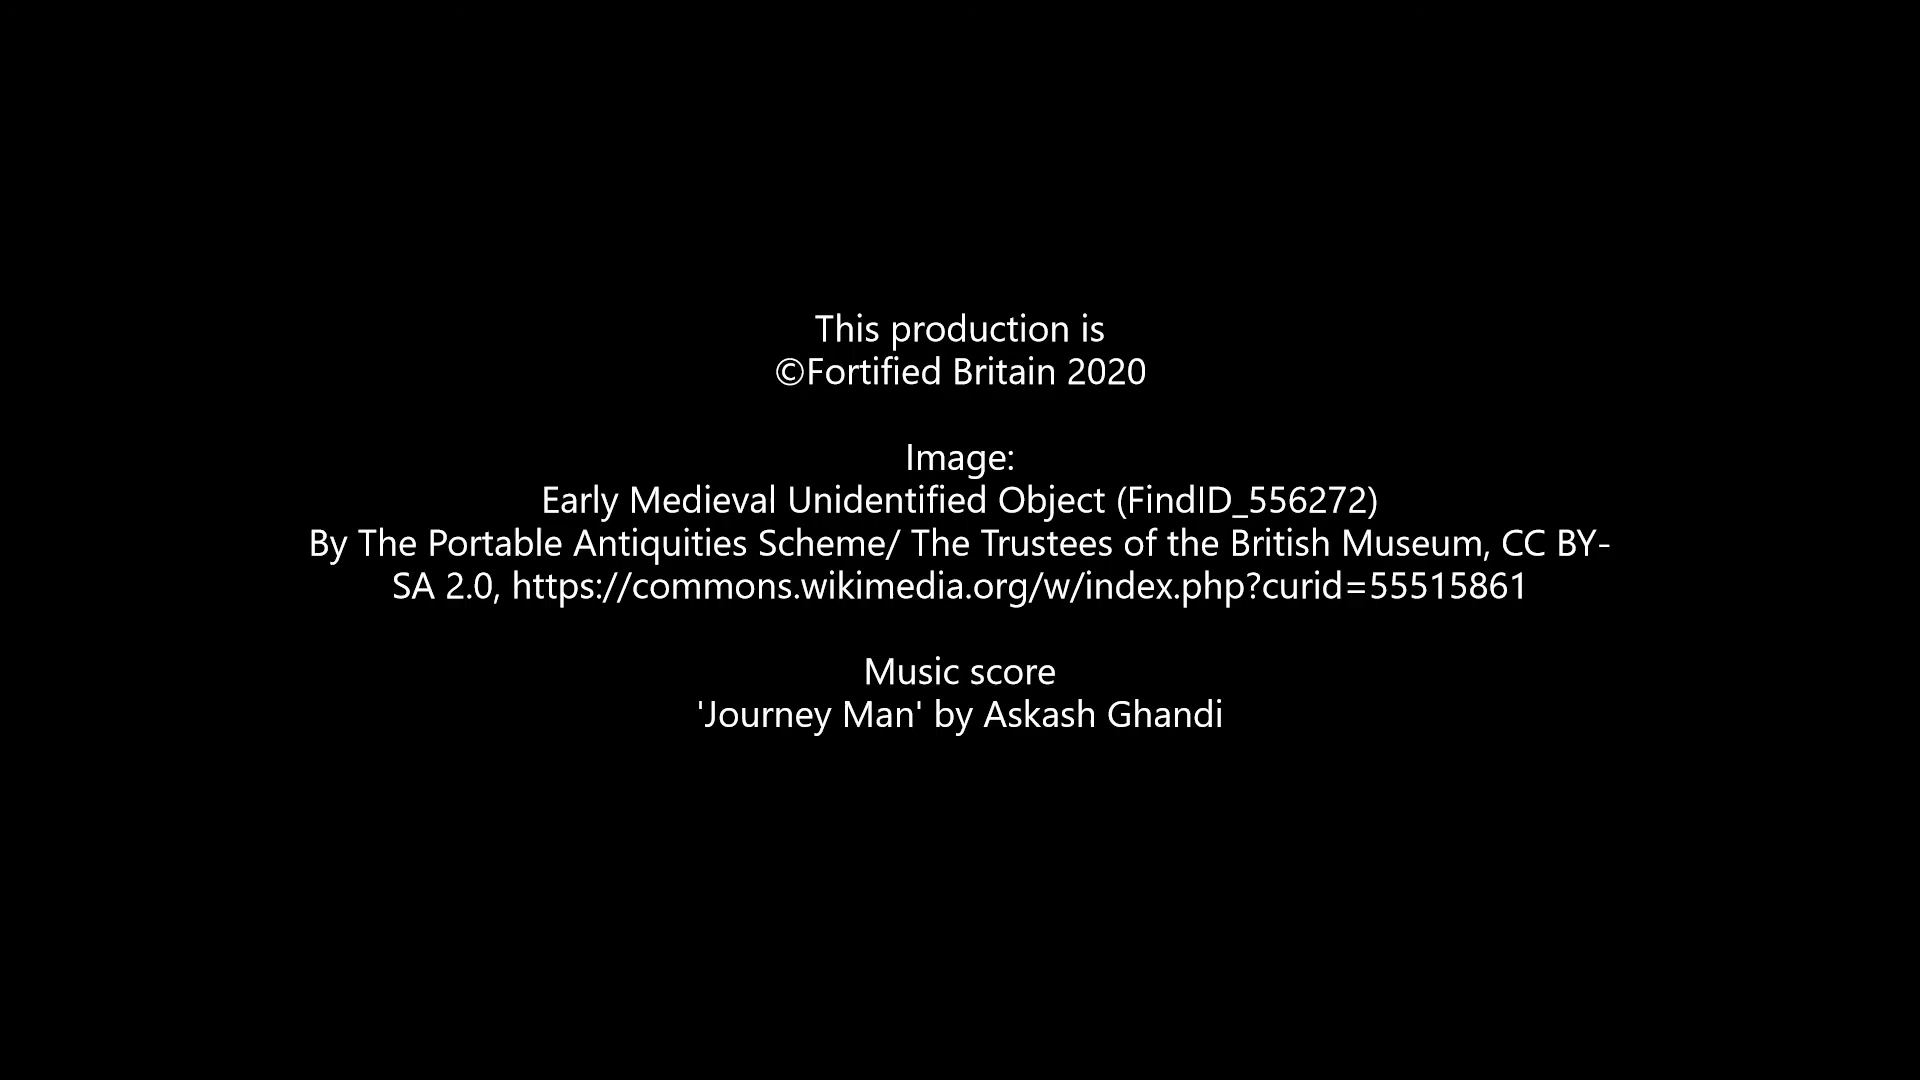 This production is
©Fortified Britain 2020
Image:
Early Medieval Unidentified Object (FindID_556272)
By The Portable Antiquities Scheme/ The Trustees of the British Museum, CC BY-
SA 2.0, https://commons.wikimedia.org/w/index.php?curid=55515861
Music score
'Journey Man' by Askash Ghandi